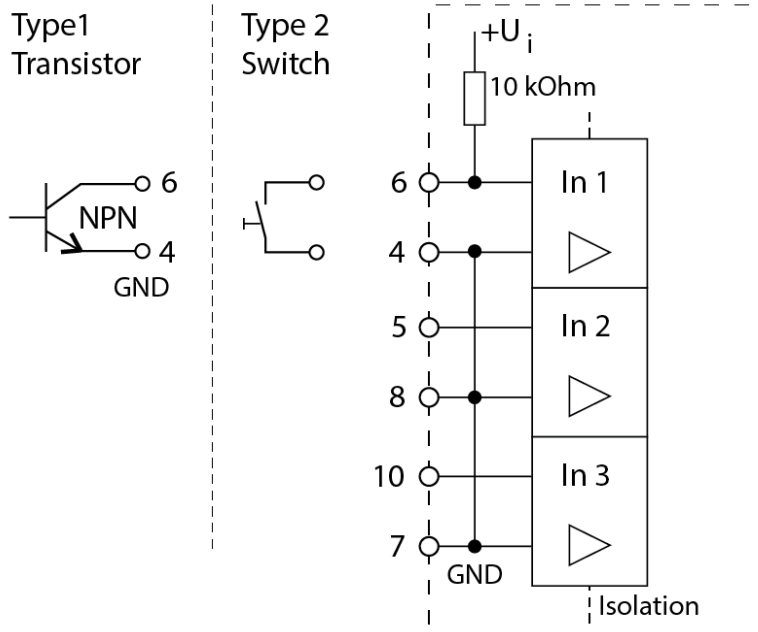 Type1
Transistor
Type 2
Switch
+U i
10 kOhm
6
NPN
4
GND
6
In 1
4
5
In 2
8
10
In 3
7
GND
Isolation